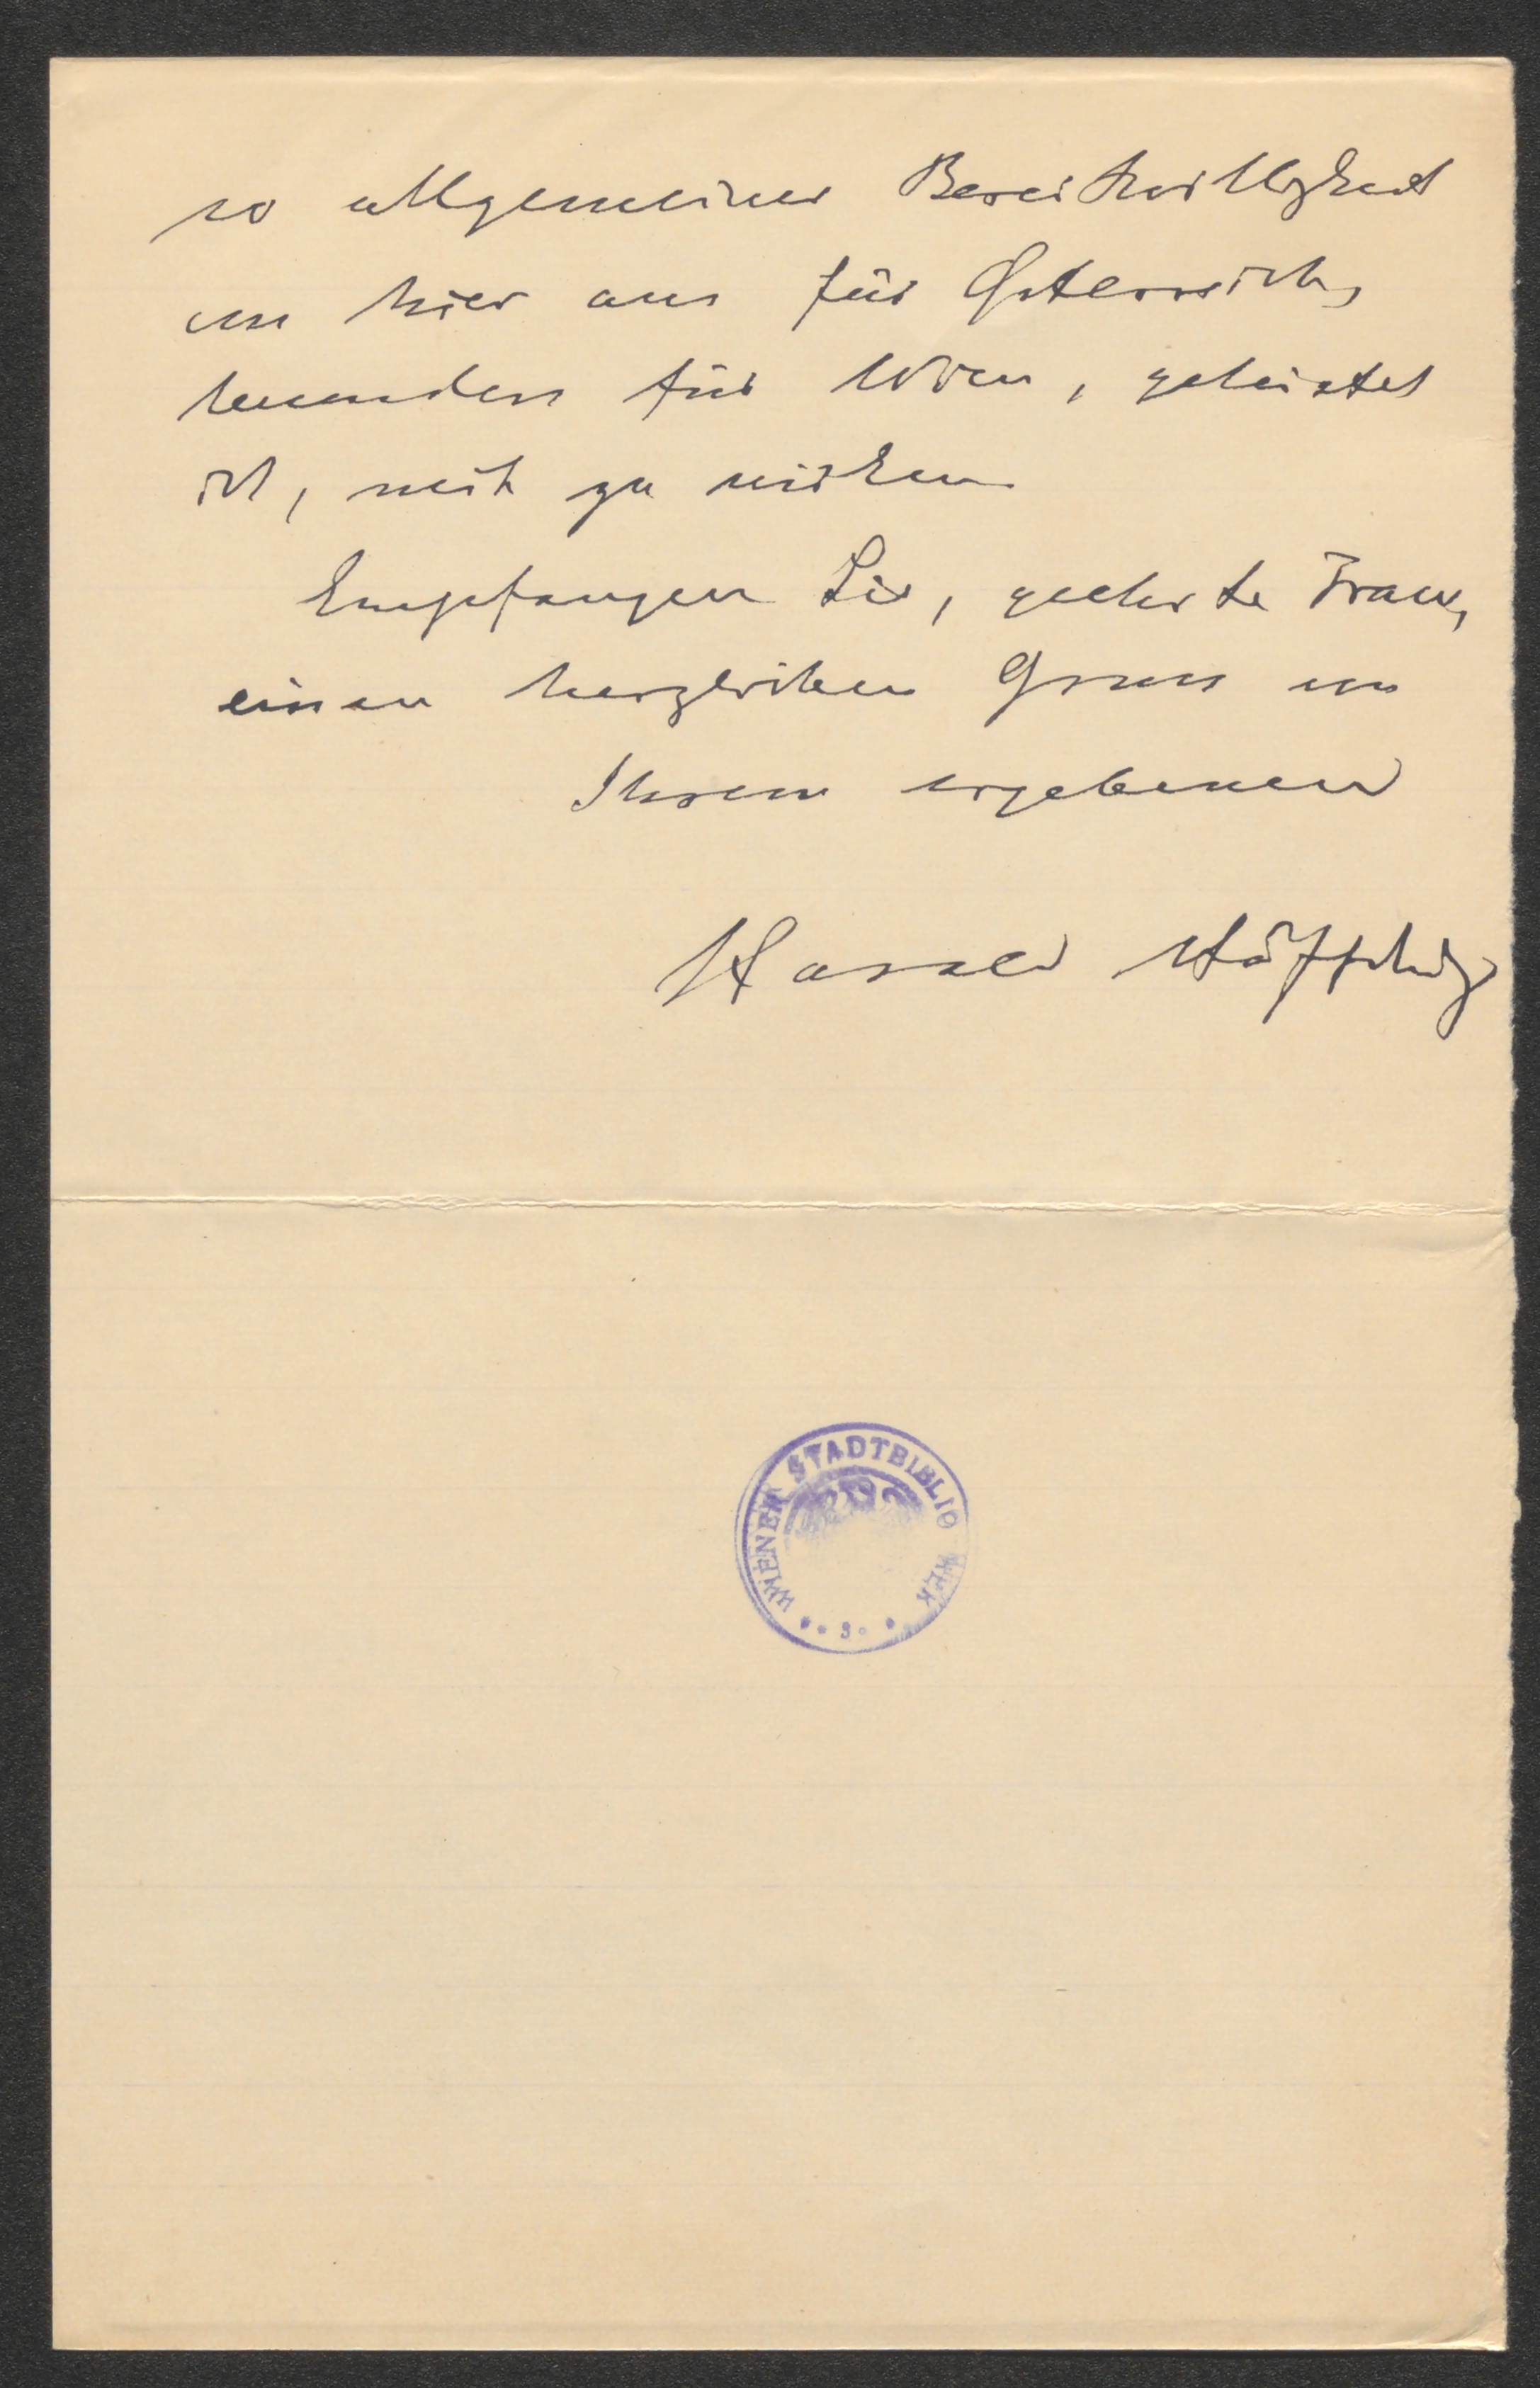 so allgemeiner Bereitwilligkeit
von hier aus für Österreich,
besonders für Wien, geleistet
ist, mit zu wirken.
Empfangen Sie, geehrte Frau,
einen herzlichen Gruss von
Ihrem ergebenen
Harald Höffding
WIENER STADTBIBLIOTHEK